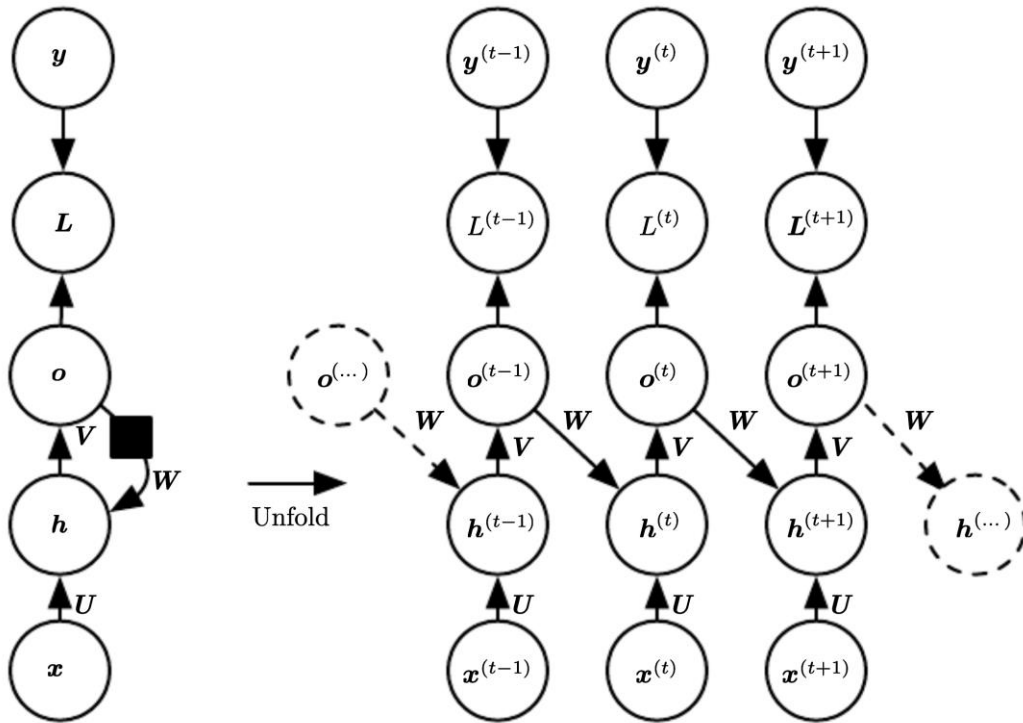 y y^(t−1) y^(t) y^(t+1)
L L^(t−1) L^(t) L^(t+1)
o o^(...) o^(t−1) o^(t) o^(t+1)
W W W W
V V V V
W
h h^(t−1) h^(t) h^(t+1) h^(...)
Unfold
U U U U
x x^(t−1) x^(t) x^(t+1)